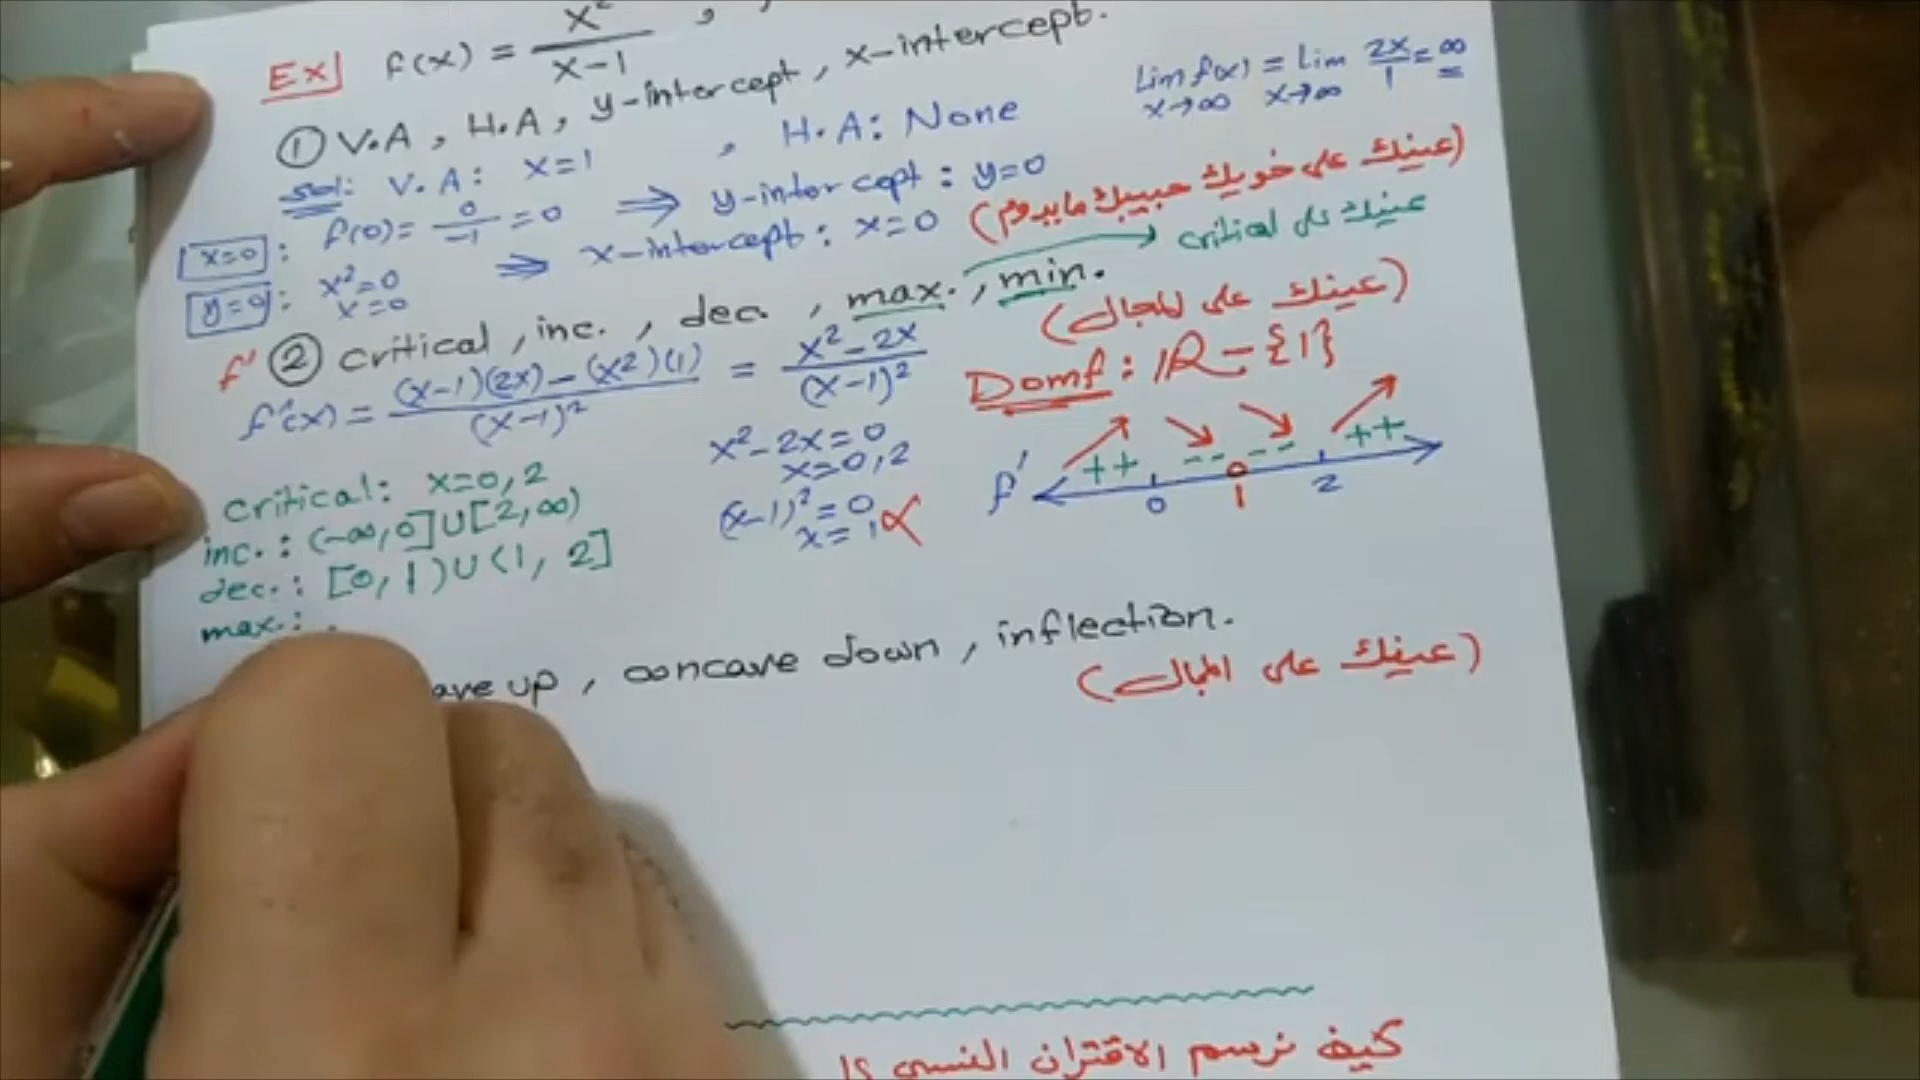 Ex] f(x) = x² / x-1 ,
① V.A , H.A , y-intercept , x-intercept.
Lim f(x) = Lim 2x/1 = ∞
x→∞ x→∞
sol: V.A: x=1 , H.A: None
x=0 : f(0) = 0/-1 = 0 ⇒ y-intercept : y=0
(عينك على خويك حبيبك مابيدوم)
y=0 : x²=0 ⇒ x-intercept : x=0
x=0
عينك على critical
f' ② critical , inc. , dec. , max. , min.
(عينك على المجال)
f'(x) = (x-1)(2x) - (x²)(1) / (x-1)² = x²-2x / (x-1)²
Domf : ℝ - {1}
x²-2x=0
x=0,2
(x-1)²=0
x=1
f' ++ -- -- ++
0 1 2
critical: x=0,2
inc. : (-∞,0]∪[2,∞)
dec. : [0,1)∪(1,2]
max. :
ave up , concave down , inflection.
(عينك على المجال)
كيف نرسم الاقتران النسبي